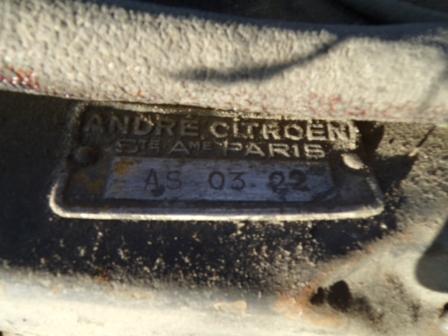 ANDRÉ CITROËN
STÉ AME PARIS
AS 03 22